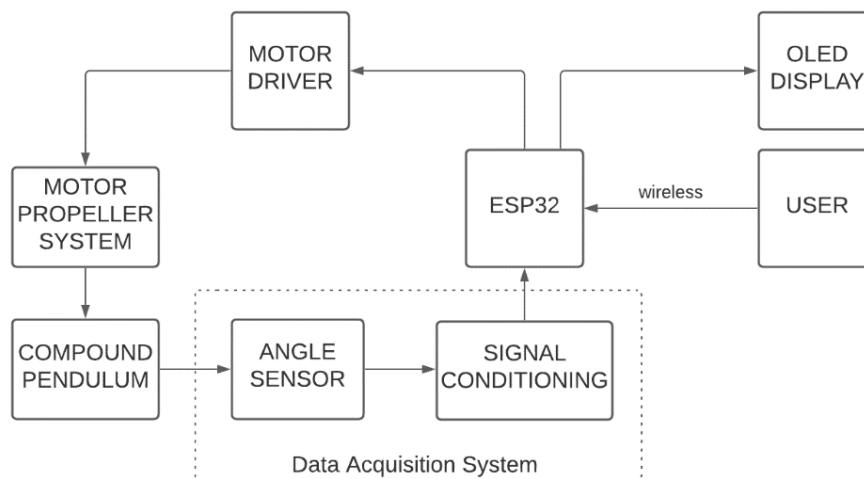 MOTOR
DRIVER
OLED
DISPLAY
MOTOR
PROPELLER
SYSTEM
ESP32
wireless
USER
COMPOUND
PENDULUM
ANGLE
SENSOR
SIGNAL
CONDITIONING
Data Acquisition System